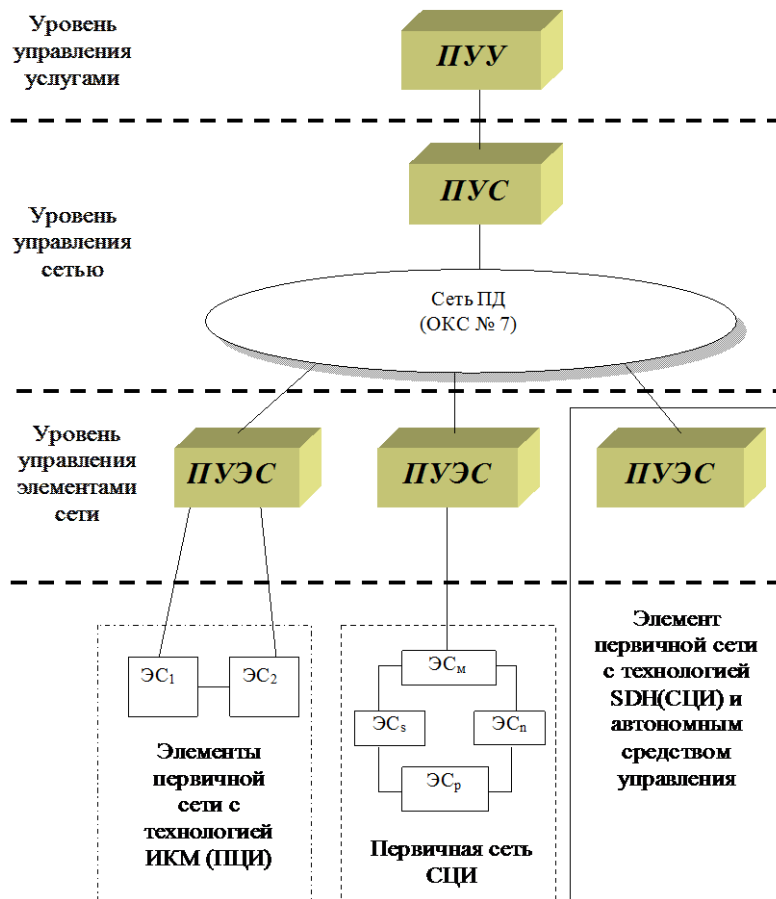 Уровень
управления
услугами
ПУУ
Уровень
управления
сетью
ПУС
Сеть ПД
(ОКС № 7)
Уровень
управления
элементами
сети
ПУЭС
ПУЭС
ПУЭС
ЭС1
ЭС2
Элементы
первичной
сети с
технологией
ИКМ (ПЦИ)
ЭСм
ЭСs
ЭСn
ЭСp
Первичная сеть
СЦИ
Элемент
первичной сети
с технологией
SDH(СЦИ) и
автономным
средством
управления